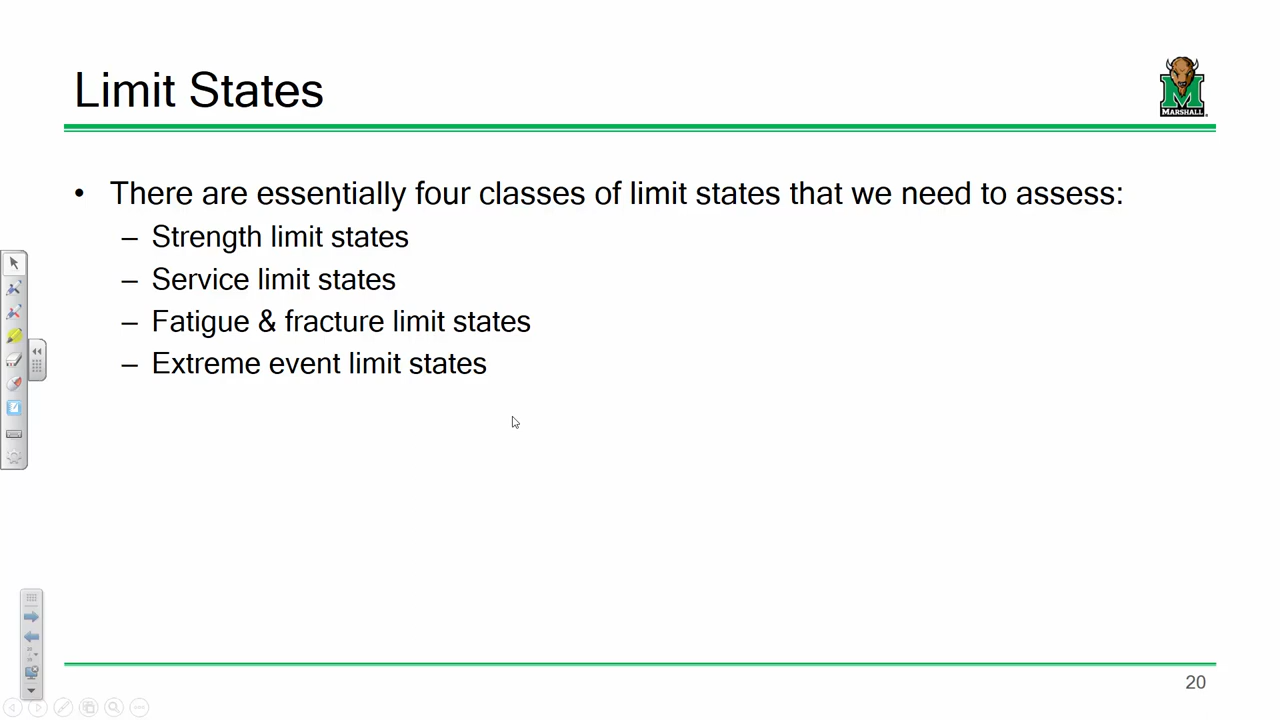 Limit States
MARSHALL
• There are essentially four classes of limit states that we need to assess:
– Strength limit states
– Service limit states
– Fatigue & fracture limit states
– Extreme event limit states
20